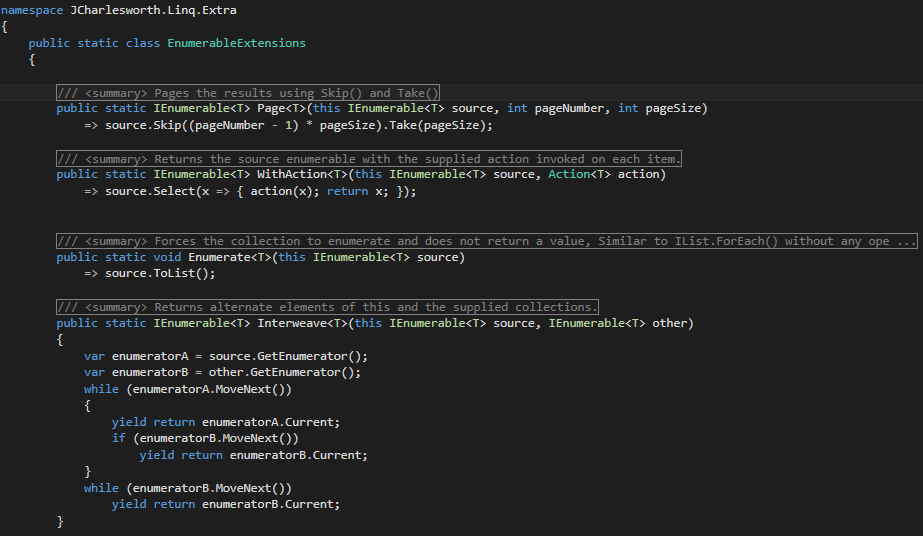 namespace JCharlesworth.Linq.Extra
{
public static class EnumerableExtensions
{
/// <summary> Pages the results using Skip() and Take()
public static IEnumerable<T> Page<T>(this IEnumerable<T> source, int pageNumber, int pageSize)
=> source.Skip((pageNumber - 1) * pageSize).Take(pageSize);
/// <summary> Returns the source enumerable with the supplied action invoked on each item.
public static IEnumerable<T> WithAction<T>(this IEnumerable<T> source, Action<T> action)
=> source.Select(x => { action(x); return x; });
/// <summary> Forces the collection to enumerate and does not return a value, Similar to IList.ForEach() without any ope ...
public static void Enumerate<T>(this IEnumerable<T> source)
=> source.ToList();
/// <summary> Returns alternate elements of this and the supplied collections.
public static IEnumerable<T> Interweave<T>(this IEnumerable<T> source, IEnumerable<T> other)
{
var enumeratorA = source.GetEnumerator();
var enumeratorB = other.GetEnumerator();
while (enumeratorA.MoveNext())
{
yield return enumeratorA.Current;
if (enumeratorB.MoveNext())
yield return enumeratorB.Current;
}
while (enumeratorB.MoveNext())
yield return enumeratorB.Current;
}